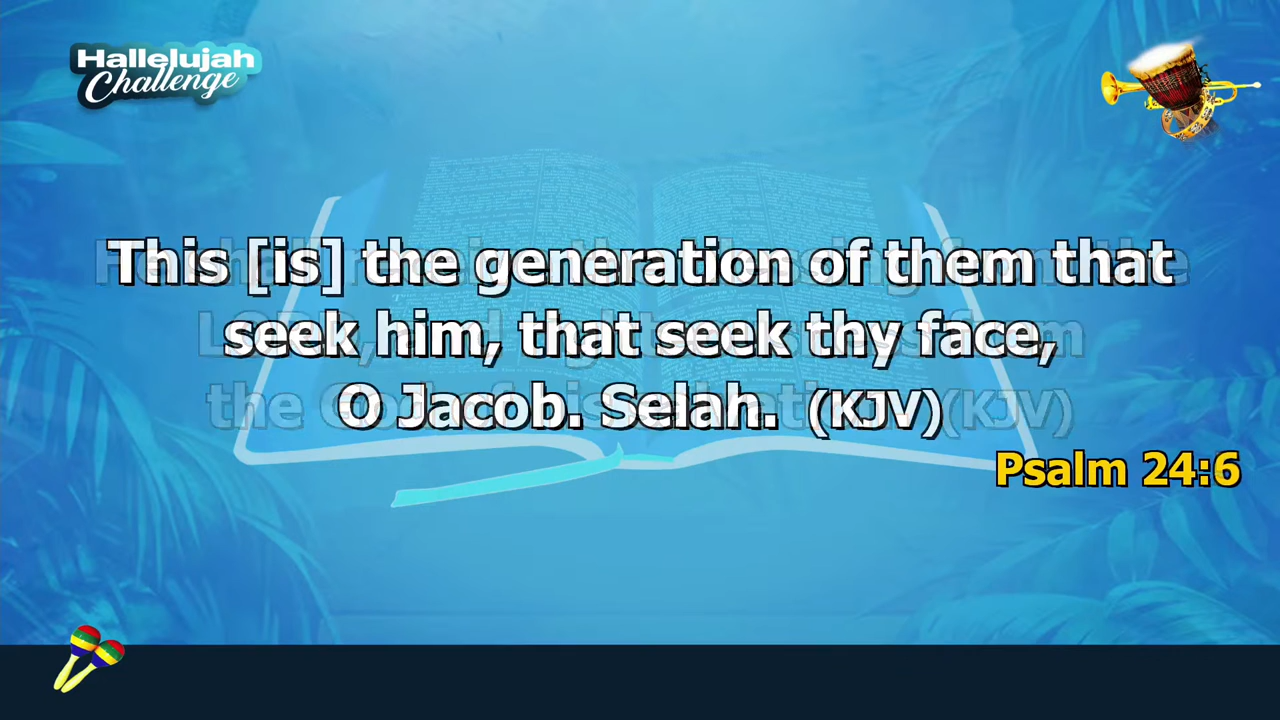 Hallelujah
Challenge
This [is] the generation of them that
seek him, that seek thy face,
O Jacob. Selah. (KJV)
(KJV)
Psalm 24:6